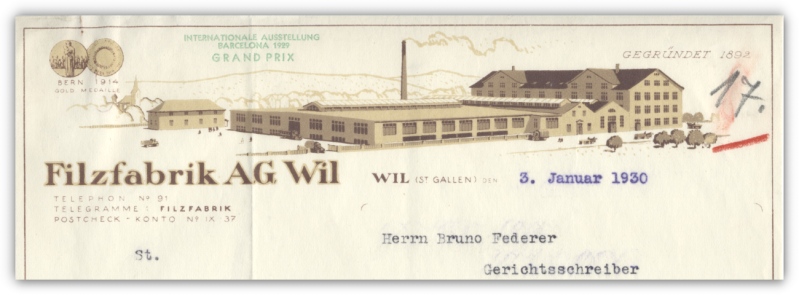 INTERNATIONALE AUSSTELLUNG
BARCELONA 1929
GRAND PRIX
GEGRÜNDET 1892
BERN 1914
GOLD MEDAILLE
17.
Filzfabrik AG Wil
WIL (ST GALLEN) DEN 3. Januar 1930
TELEPHON Nº 91
TELEGRAMME: FILZFABRIK
POSTCHECK-KONTO Nº IX 37
Herrn Bruno Federer
St.
Gerichtsschreiber